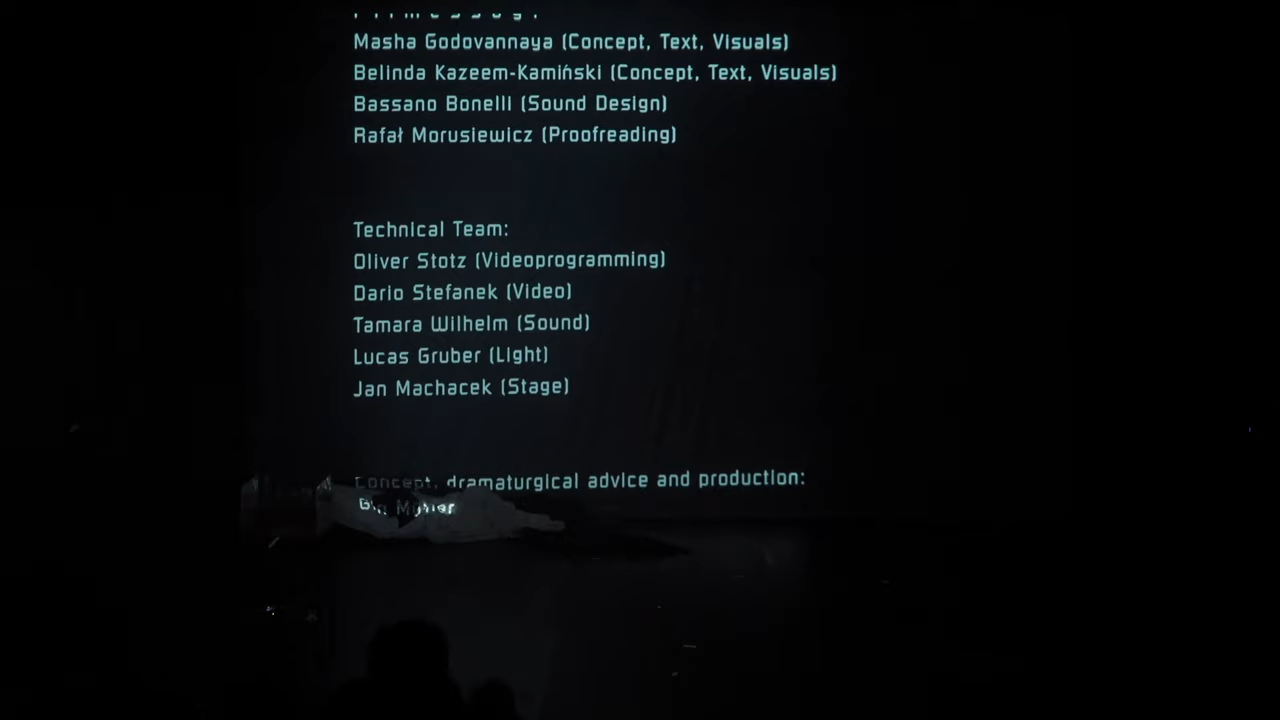 Masha Godovannaya (Concept, Text, Visuals)
Belinda Kazeem-Kamiński (Concept, Text, Visuals)
Bassano Bonelli (Sound Design)
Rafał Morusiewicz (Proofreading)
Technical Team:
Oliver Stotz (Videoprogramming)
Dario Stefanek (Video)
Tamara Wilhelm (Sound)
Lucas Gruber (Light)
Jan Machacek (Stage)
Concept, dramaturgical advice and production: